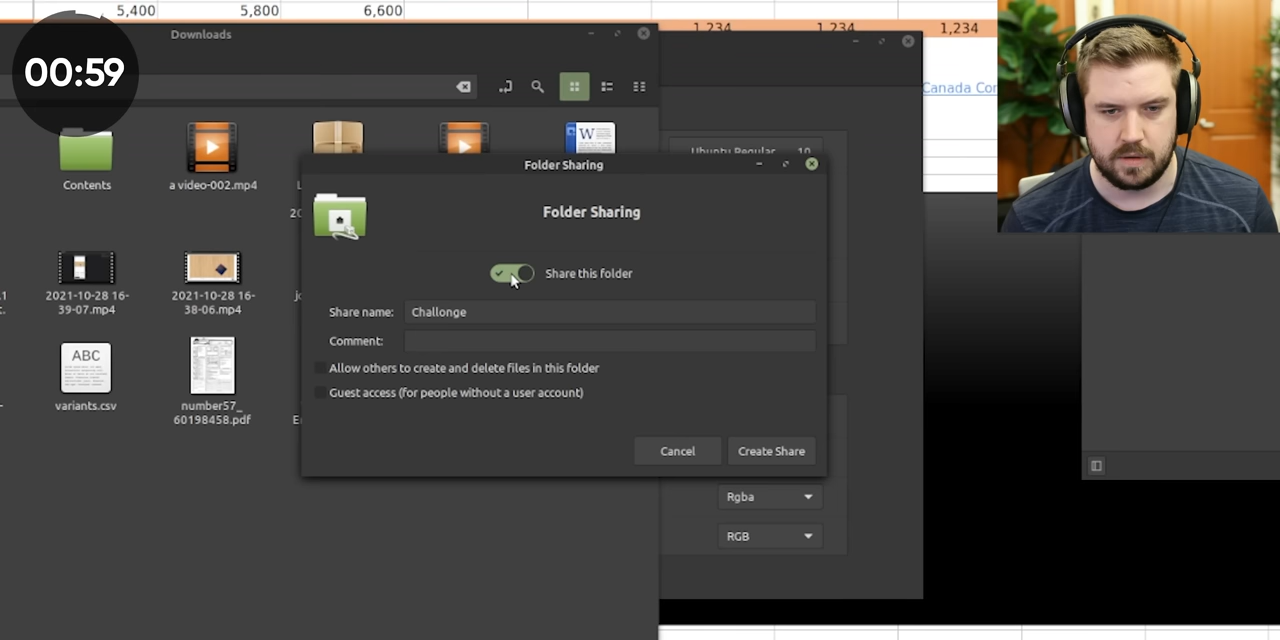 5,400
5,800
6,600
1,234
1,234
1,234
Downloads
00:59
Canada Con
Ubuntu Regular 10
Contents
a video-002.mp4
Folder Sharing
Folder Sharing
Share this folder
Share name: Challonge
Comment:
Allow others to create and delete files in this folder
Guest access (for people without a user account)
Cancel
Create Share
2021-10-28 16-
39-07.mp4
2021-10-28 16-
38-06.mp4
ABC
variants.csv
number57_
60198458.pdf
Rgba
RGB
W